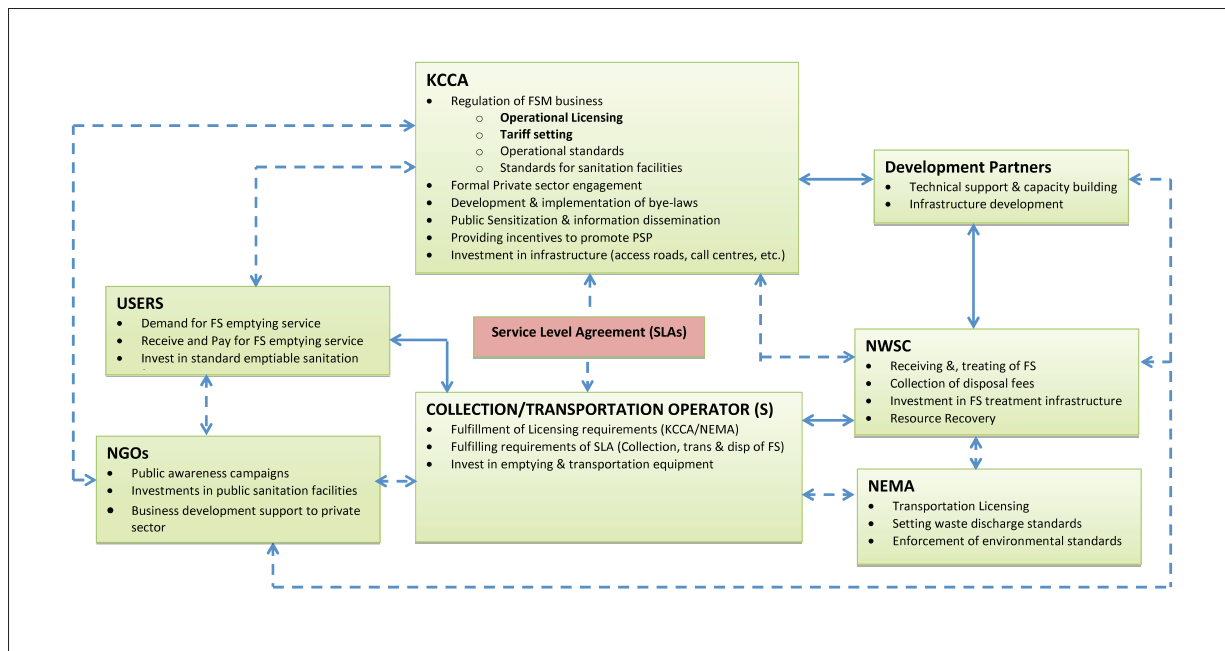 KCCA
• Regulation of FSM business
o Operational Licensing
o Tariff setting
o Operational standards
o Standards for sanitation facilities
• Formal Private sector engagement
• Development & implementation of bye-laws
• Public Sensitization & information dissemination
• Providing incentives to promote PSP
• Investment in infrastructure (access roads, call centres, etc.)
Development Partners
• Technical support & capacity building
• Infrastructure development
USERS
• Demand for FS emptying service
• Receive and Pay for FS emptying service
• Invest in standard emptiable sanitation
Service Level Agreement (SLAs)
NWSC
• Receiving &, treating of FS
• Collection of disposal fees
• Investment in FS treatment infrastructure
• Resource Recovery
COLLECTION/TRANSPORTATION OPERATOR (S)
• Fulfillment of Licensing requirements (KCCA/NEMA)
• Fulfilling requirements of SLA (Collection, trans & disp of FS)
• Invest in emptying & transportation equipment
NGOs
• Public awareness campaigns
• Investments in public sanitation facilities
• Business development support to private
sector
NEMA
• Transportation Licensing
• Setting waste discharge standards
• Enforcement of environmental standards